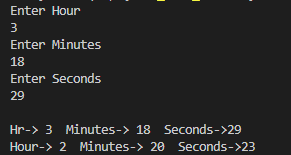 Enter Hour
3
Enter Minutes
18
Enter Seconds
29
Hr-> 3 Minutes-> 18 Seconds->29
Hour-> 2 Minutes-> 20 Seconds->23